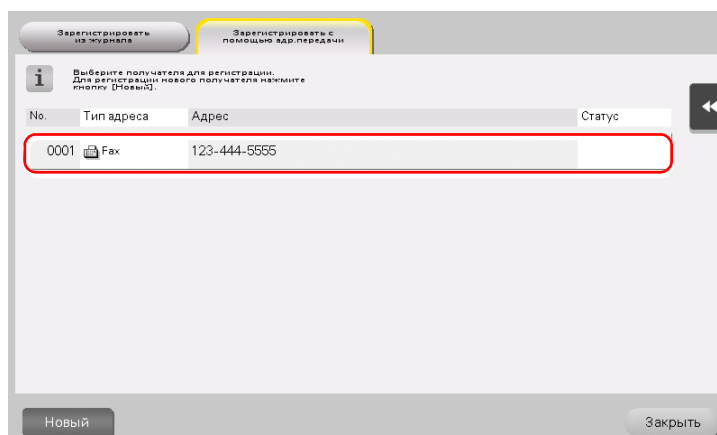 Зарегистрировать
из журнала
Зарегистрировать с
помощью адр.передачи
Выберите получателя для регистрации.
Для регистрации нового получателя нажмите
кнопку [Новый].
No. Тип адреса Адрес Статус
0001 Fax 123-444-5555
Новый Закрыть